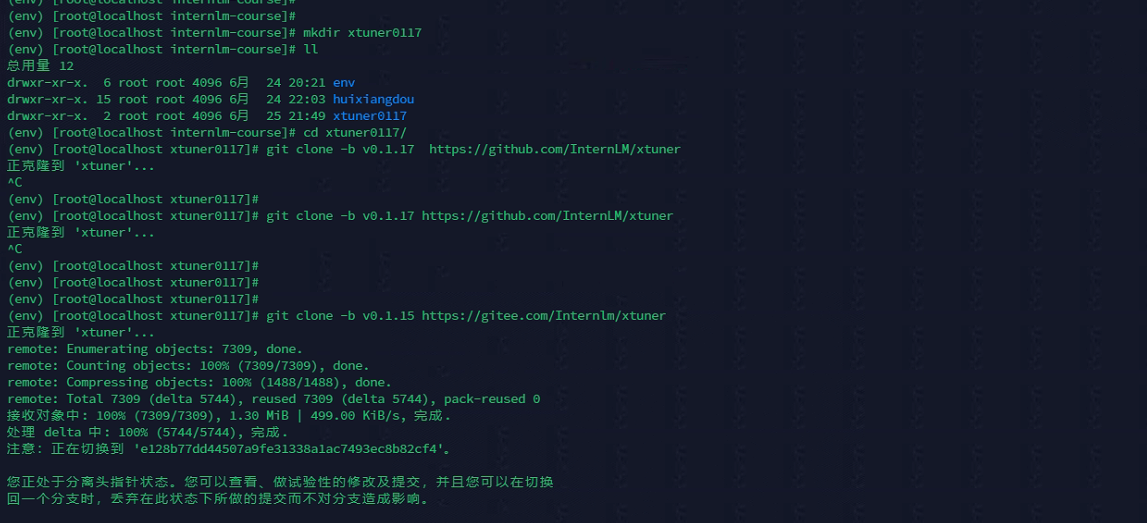 (env) [root@localhost internlm-course]#
(env) [root@localhost internlm-course]#
(env) [root@localhost internlm-course]# mkdir xtuner0117
(env) [root@localhost internlm-course]# ll
总用量 12
drwxr-xr-x.  6 root root 4096 6月  24 20:21 env
drwxr-xr-x. 15 root root 4096 6月  24 22:03 huixiangdou
drwxr-xr-x.  2 root root 4096 6月  25 21:49 xtuner0117
(env) [root@localhost internlm-course]# cd xtuner0117/
(env) [root@localhost xtuner0117]# git clone -b v0.1.17  https://github.com/InternLM/xtuner
正克隆到 'xtuner'...
^C
(env) [root@localhost xtuner0117]#
(env) [root@localhost xtuner0117]# git clone -b v0.1.17 https://github.com/InternLM/xtuner
正克隆到 'xtuner'...
^C
(env) [root@localhost xtuner0117]#
(env) [root@localhost xtuner0117]#
(env) [root@localhost xtuner0117]#
(env) [root@localhost xtuner0117]# git clone -b v0.1.15 https://gitee.com/Internlm/xtuner
正克隆到 'xtuner'...
remote: Enumerating objects: 7309, done.
remote: Counting objects: 100% (7309/7309), done.
remote: Compressing objects: 100% (1488/1488), done.
remote: Total 7309 (delta 5744), reused 7309 (delta 5744), pack-reused 0
接收对象中: 100% (7309/7309), 1.30 MiB | 499.00 KiB/s, 完成.
处理 delta 中: 100% (5744/5744), 完成.
注意：正在切换到 'e128b77dd44507a9fe31338a1ac7493ec8b82cf4'。

您正处于分离头指针状态。您可以查看、做试验性的修改及提交，并且您可以在切换
回一个分支时，丢弃在此状态下所做的提交而不对分支造成影响。